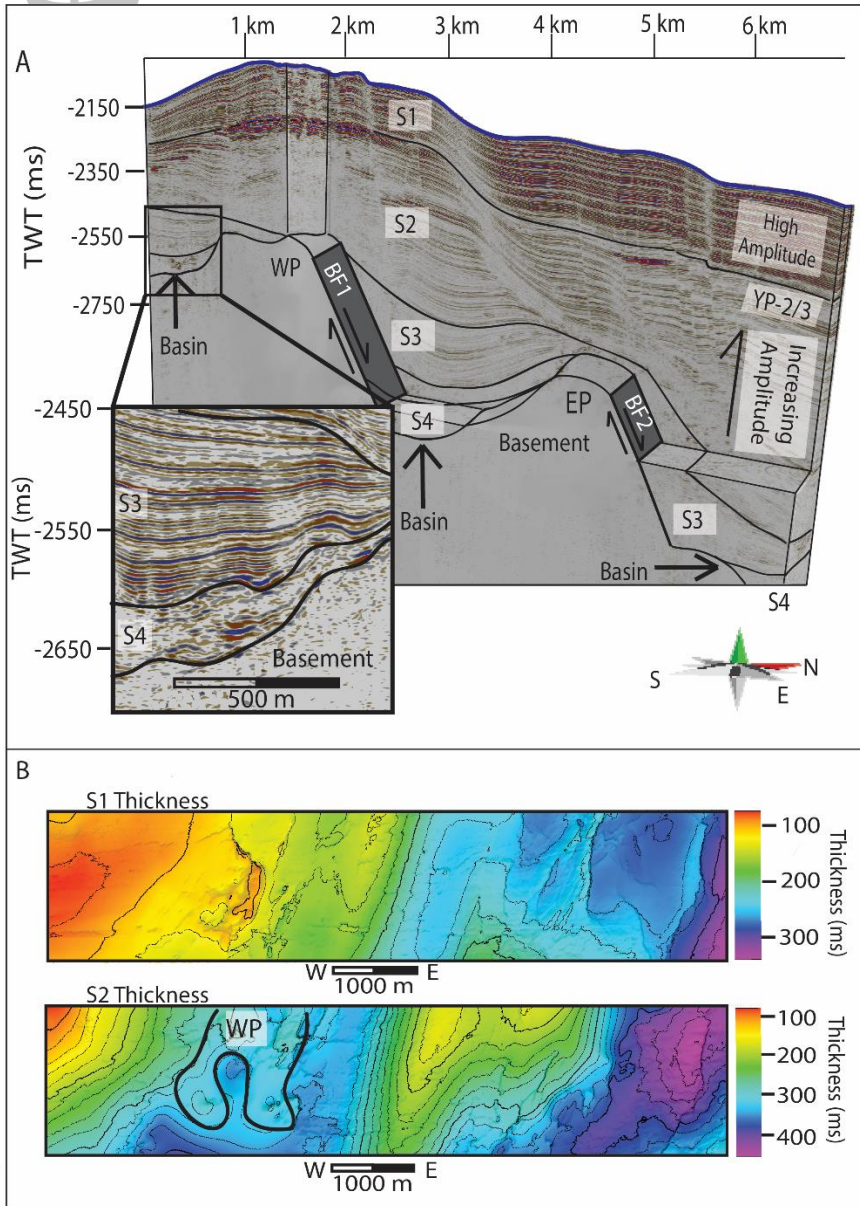 1 km 2 km 3 km 4 km 5 km 6 km
A
TWT (ms)
-2150
-2350
-2550
-2750
S1
S2
High
Amplitude
YP-2/3
Increasing
Amplitude
WP
BF1
Basin
S3
S4
EP
BF2
Basement
Basin
S3
Basin
S4
TWT (ms)
-2450
-2550
-2650
S3
S4
Basement
500 m
S N E
B
S1 Thickness
100
200
300
Thickness
(ms)
W E
1000 m
S2 Thickness
WP
100
200
300
400
Thickness
(ms)
W E
1000 m